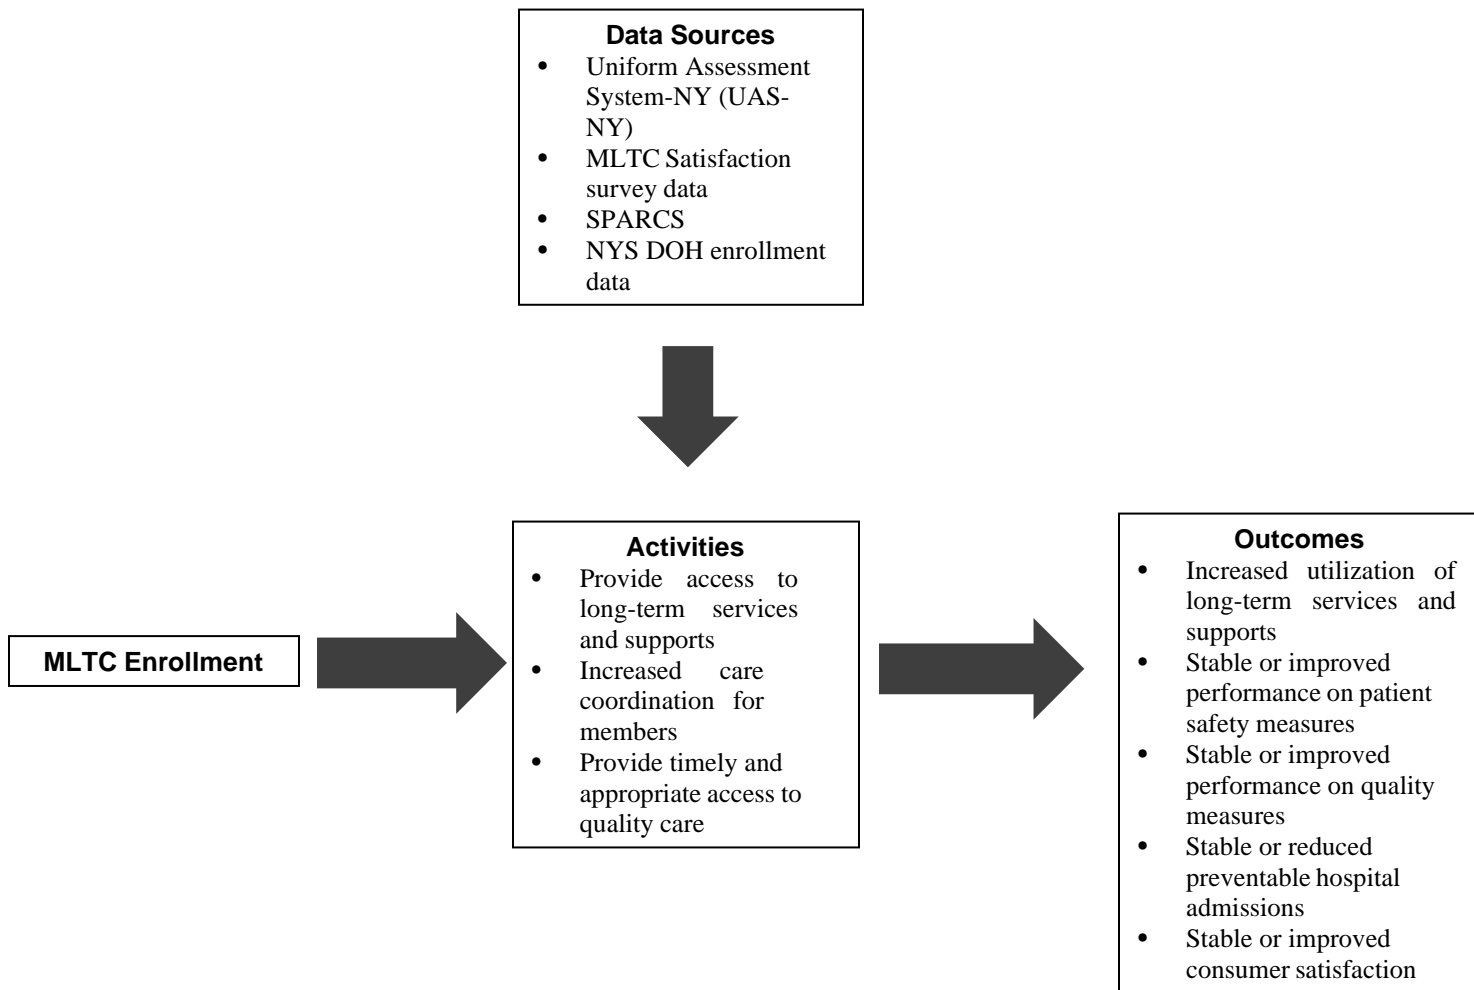 Data Sources
• Uniform Assessment
System-NY (UAS-
NY)
• MLTC Satisfaction
survey data
• SPARCS
• NYS DOH enrollment
data
MLTC Enrollment
Activities
• Provide access to
long-term services
and supports
• Increased care
coordination for
members
• Provide timely and
appropriate access to
quality care
Outcomes
• Increased utilization of
long-term services and
supports
• Stable or improved
performance on patient
safety measures
• Stable or improved
performance on quality
measures
• Stable or reduced
preventable hospital
admissions
• Stable or improved
consumer satisfaction